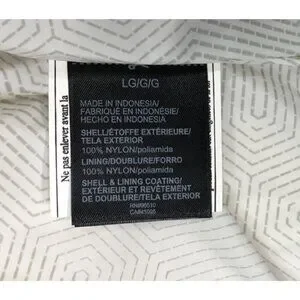 LG/G/G
MADE IN INDONESIA/
FABRIQUÉ EN INDONÉSIE/
HECHO EN INDONESIA
SHELL/ÉTOFFE EXTÉRIEURE/
TELA EXTERIOR
100% NYLON/poliamida
LINING/DOUBLURE/FORRO
100% NYLON/poliamida
SHELL & LINING COATING/
EXTÉRIEUR ET REVÊTEMENT
DE DOUBLURE/TELA EXTERIOR
Ne pas enlever avant la